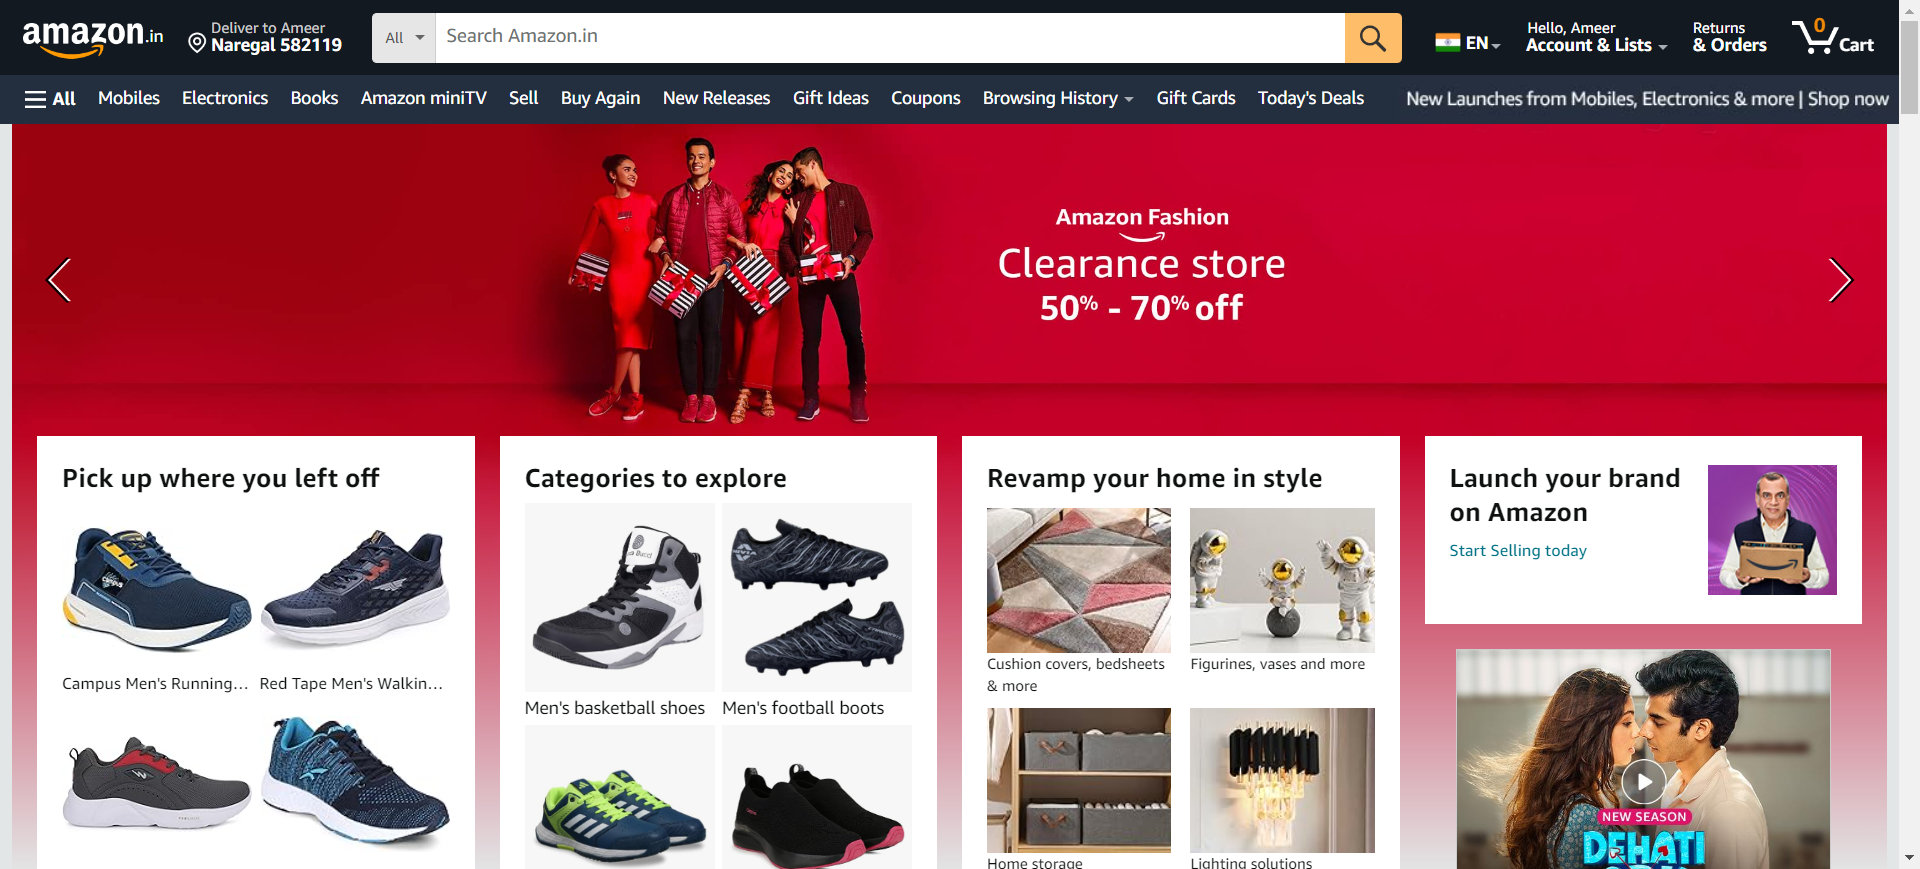 amazon.in
Deliver to Ameer
Naregal 582119
All
Search Amazon.in
EN
Hello, Ameer
Account & Lists
Returns
& Orders
0
Cart
All
Mobiles
Electronics
Books
Amazon miniTV
Sell
Buy Again
New Releases
Gift Ideas
Coupons
Browsing History
Gift Cards
Today's Deals
New Launches from Mobiles, Electronics & more | Shop now
Amazon Fashion
Clearance store
50% - 70% off
Pick up where you left off
Campus Men's Running...
Red Tape Men's Walkin...
Categories to explore
Men's basketball shoes
Men's football boots
Revamp your home in style
Cushion covers, bedsheets
& more
Figurines, vases and more
Home storage
Lighting solutions
Launch your brand
on Amazon
Start Selling today
NEW SEASON
DEHATI